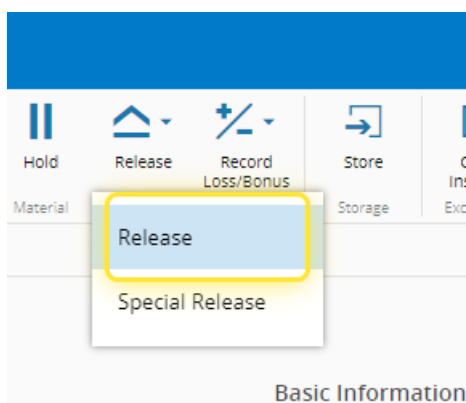 Hold
Release
Record
Loss/Bonus
Store
Material
Storage
Release
Special Release
Basic Information